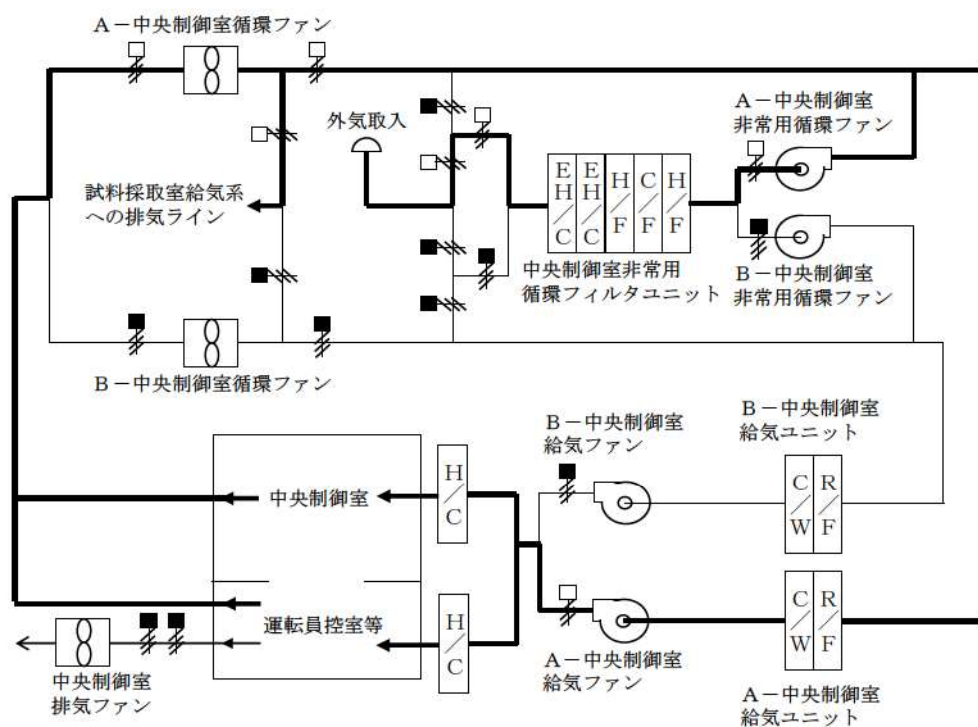 A－中央制御室循環ファン
外気取入
A－中央制御室
非常用循環ファン
試料採取室給気系
への排気ライン
E
H
／
C
E
H
／
C
H
／
F
C
／
F
H
／
F
中央制御室非常用
循環フィルタユニット
B－中央制御室
非常用循環ファン
B－中央制御室循環ファン
B－中央制御室
給気ファン
B－中央制御室
給気ユニット
中央制御室
H
／
C
C
／
W
R
／
F
運転員控室等
H
／
C
C
／
W
R
／
F
中央制御室
排気ファン
A－中央制御室
給気ファン
A－中央制御室
給気ユニット